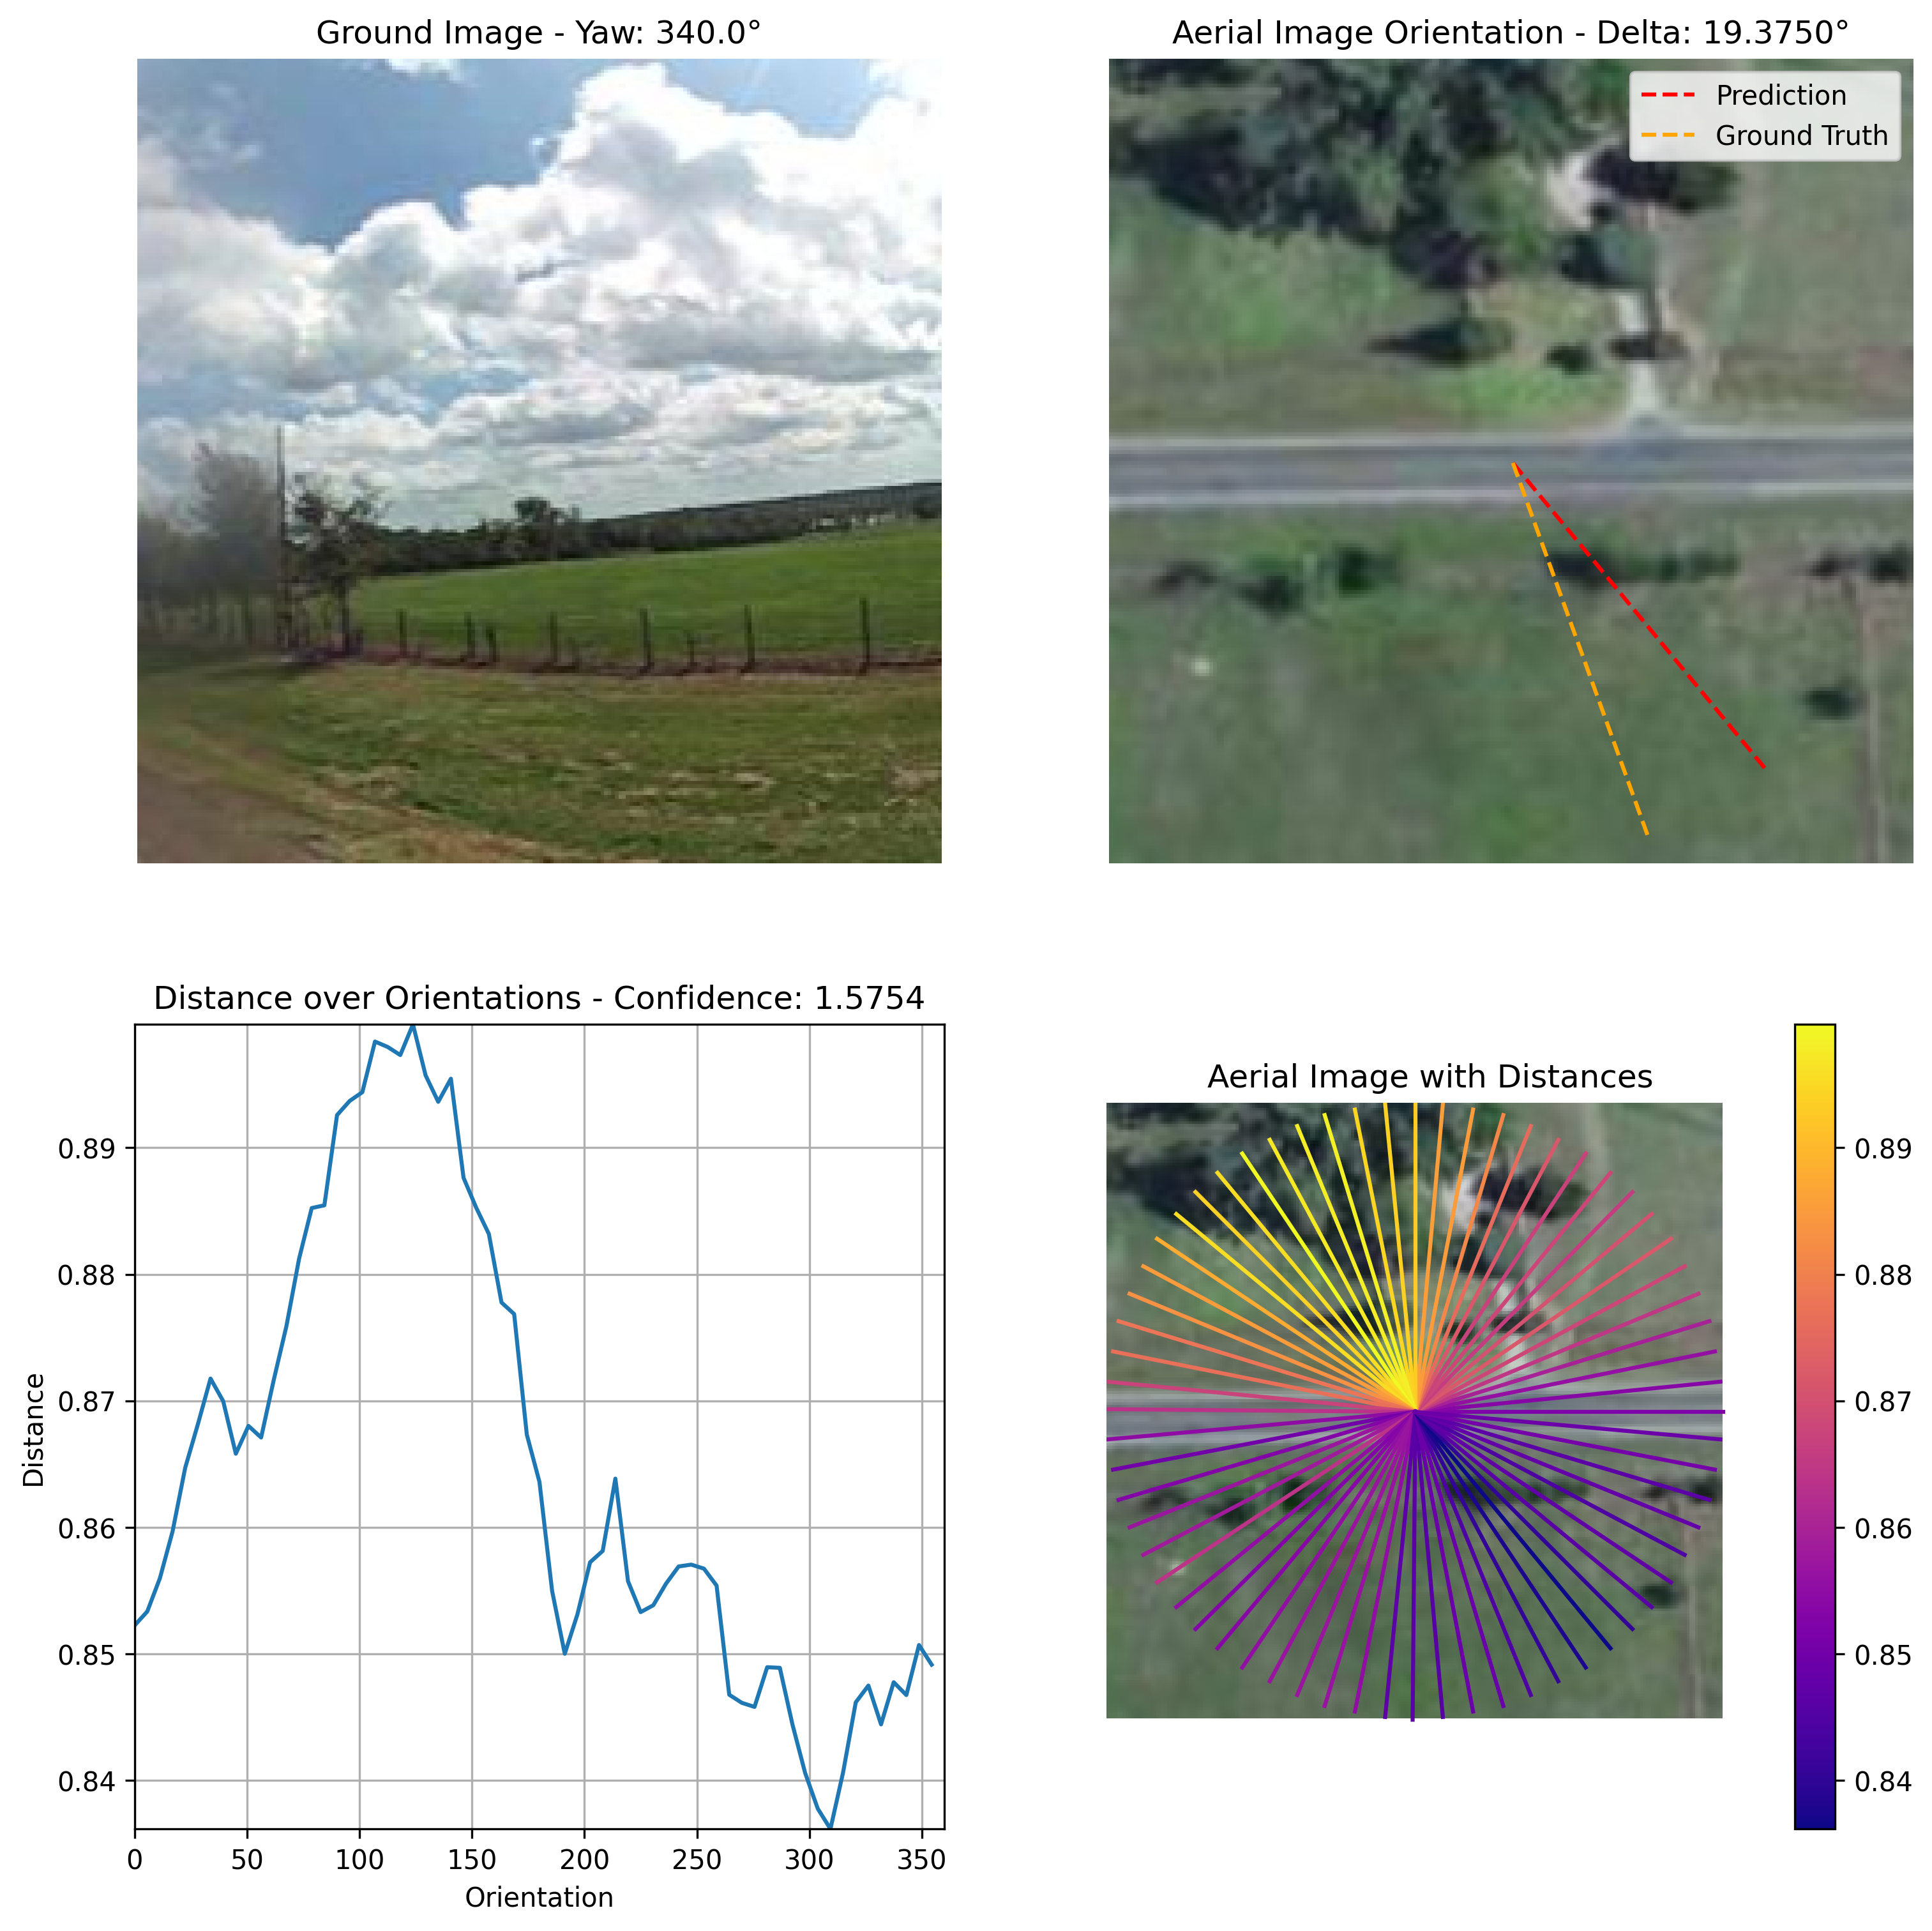 Ground Image - Yaw: 340.0°
Aerial Image Orientation - Delta: 19.3750°
Prediction
Ground Truth
Distance over Orientations - Confidence: 1.5754
Distance
0.89
0.88
0.87
0.86
0.85
0.84
0
50
100
150
200
250
300
350
Orientation
Aerial Image with Distances
0.89
0.88
0.87
0.86
0.85
0.84